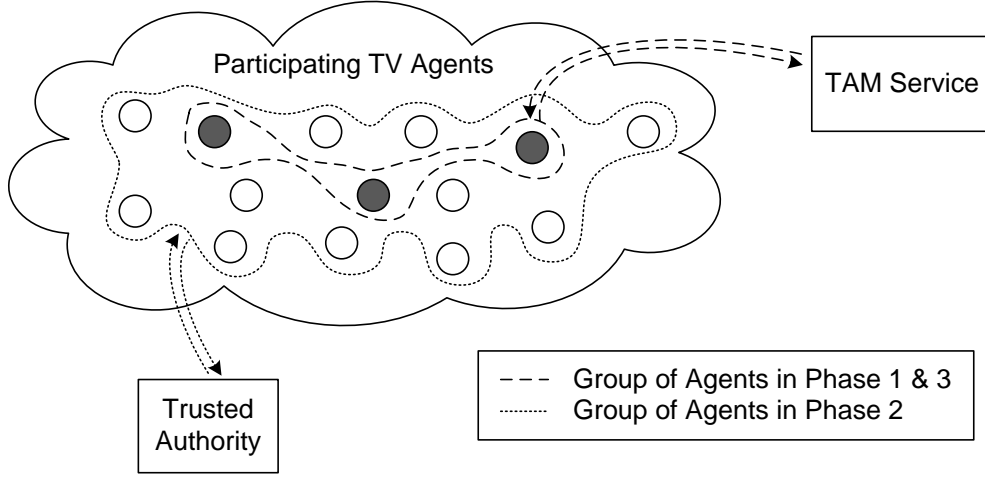 Participating TV Agents
TAM Service
Trusted
Authority
Group of Agents in Phase 1 & 3
Group of Agents in Phase 2